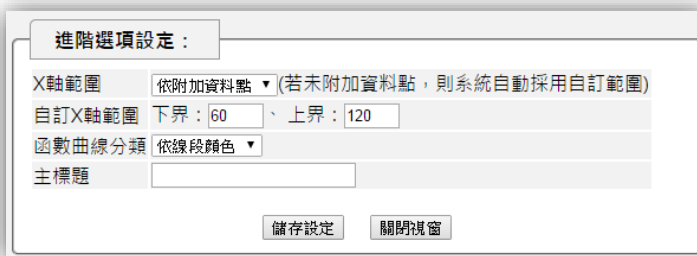 進階選項設定：
X軸範圍 依附加資料點 (若未附加資料點，則系統自動採用自訂範圍)
自訂X軸範圍 下界：60 、上界：120
函數曲線分類 依線段顏色
主標題
儲存設定 關閉視窗